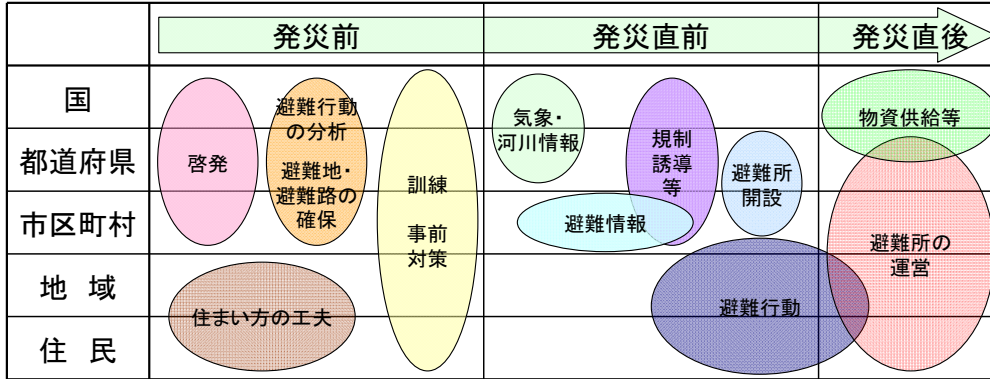 発災前
発災直前
発災直後
国
都道府県
市区町村
地 域
住 民
啓発
避難行動
の分析
避難地・
避難路の
確保
訓練
事前
対策
住まい方の工夫
気象・
河川情報
規制
誘導
等
避難所
開設
避難情報
避難行動
物資供給等
避難所の
運営